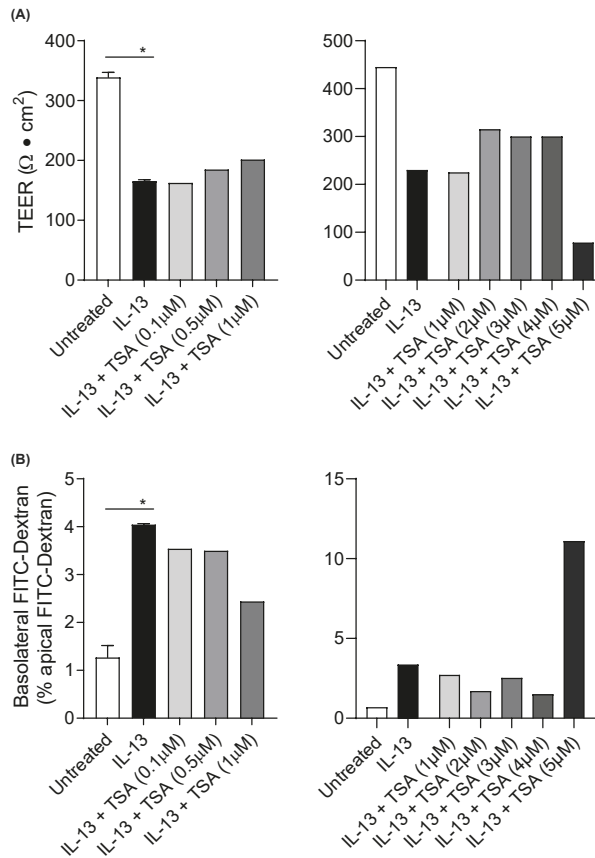 (A)
TEER (Ω • cm2)
400
300
200
100
0
*
Untreated
IL-13
IL-13 + TSA (0.1µM)
IL-13 + TSA (0.5µM)
IL-13 + TSA (1µM)
500
400
300
200
100
0
Untreated
IL-13
IL-13 + TSA (1µM)
IL-13 + TSA (2µM)
IL-13 + TSA (3µM)
IL-13 + TSA (4µM)
IL-13 + TSA (5µM)
(B)
Basolateral FITC-Dextran
(% apical FITC-Dextran)
5
4
3
2
1
0
*
Untreated
IL-13
IL-13 + TSA (0.1µM)
IL-13 + TSA (0.5µM)
IL-13 + TSA (1µM)
15
10
5
0
Untreated
IL-13
IL-13 + TSA (1µM)
IL-13 + TSA (2µM)
IL-13 + TSA (3µM)
IL-13 + TSA (4µM)
IL-13 + TSA (5µM)